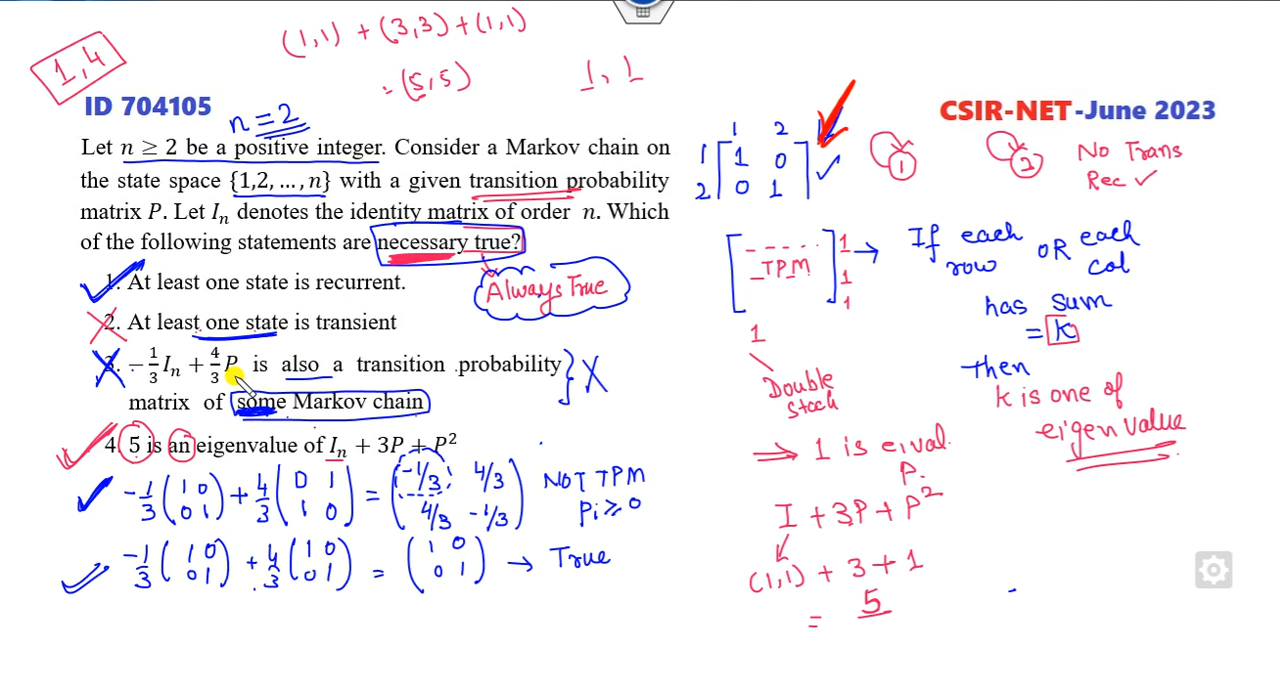 (1,1) + (3,3) + (1,1)
= (5,5)
1, 1
1,4
ID 704105
n = 2
CSIR-NET-June 2023
Let n ≥ 2 be a positive integer. Consider a Markov chain on
the state space {1,2, …, n} with a given transition probability
matrix P. Let Iₙ denotes the identity matrix of order n. Which
of the following statements are necessary true?
Always True
1. At least one state is recurrent.
2. At least one state is transient
3. −1/3 Iₙ + 4/3 P is also a transition probability
matrix of some Markov chain
X
4. 5 is an eigenvalue of Iₙ + 3P + P²
-1/3 (1 0 0 1) + 4/3 (0 1 1 0) = (-1/3 4/3 4/3 -1/3) NOT TPM
Pi ≥ 0
-1/3 (1 0 0 1) + 4/3 (1 0 0 1) = (1 0 0 1) → True
1 2
1 [1 0
2 0 1] ✓
1
2
No Trans
Rec ✓
[TPM] 1 1 1 →
If each row OR each col
has sum
= k
then
k is one of
eigen value
1
Double
Stoch
⇒ 1 is eival.
P.
I + 3P + P²
(1,1) + 3 + 1
= 5